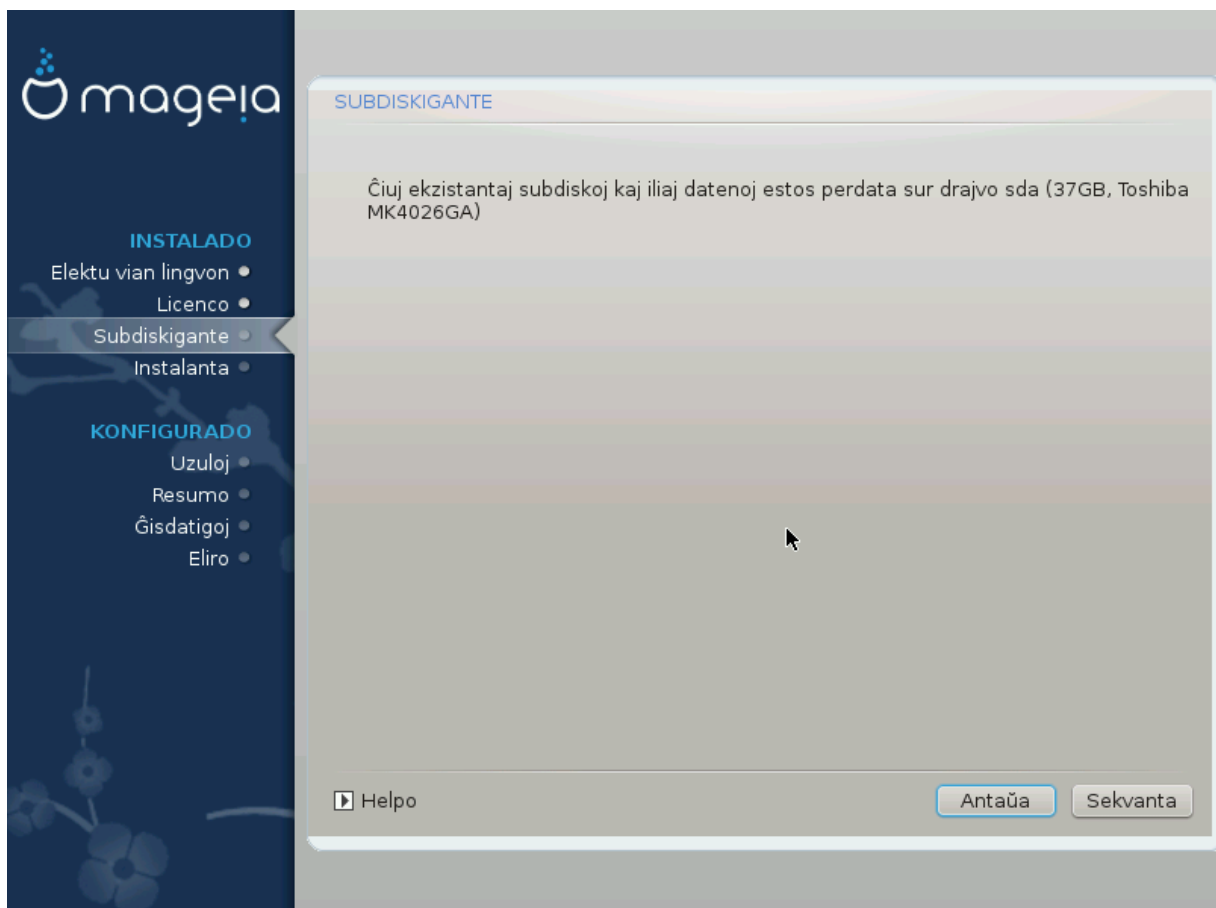 mageia
INSTALADO
Elektu vian lingvon
Licenco
Subdiskigante
Instalanta
KONFIGURADO
Uzuloj
Resumo
Ĝisdatigoj
Eliro
SUBDISKIGANTE
Ĉiuj ekzistantaj subdiskoj kaj iliaj datenoj estos perdata sur drajvo sda (37GB, Toshiba
MK4026GA)
Helpo
Antaŭa
Sekvanta